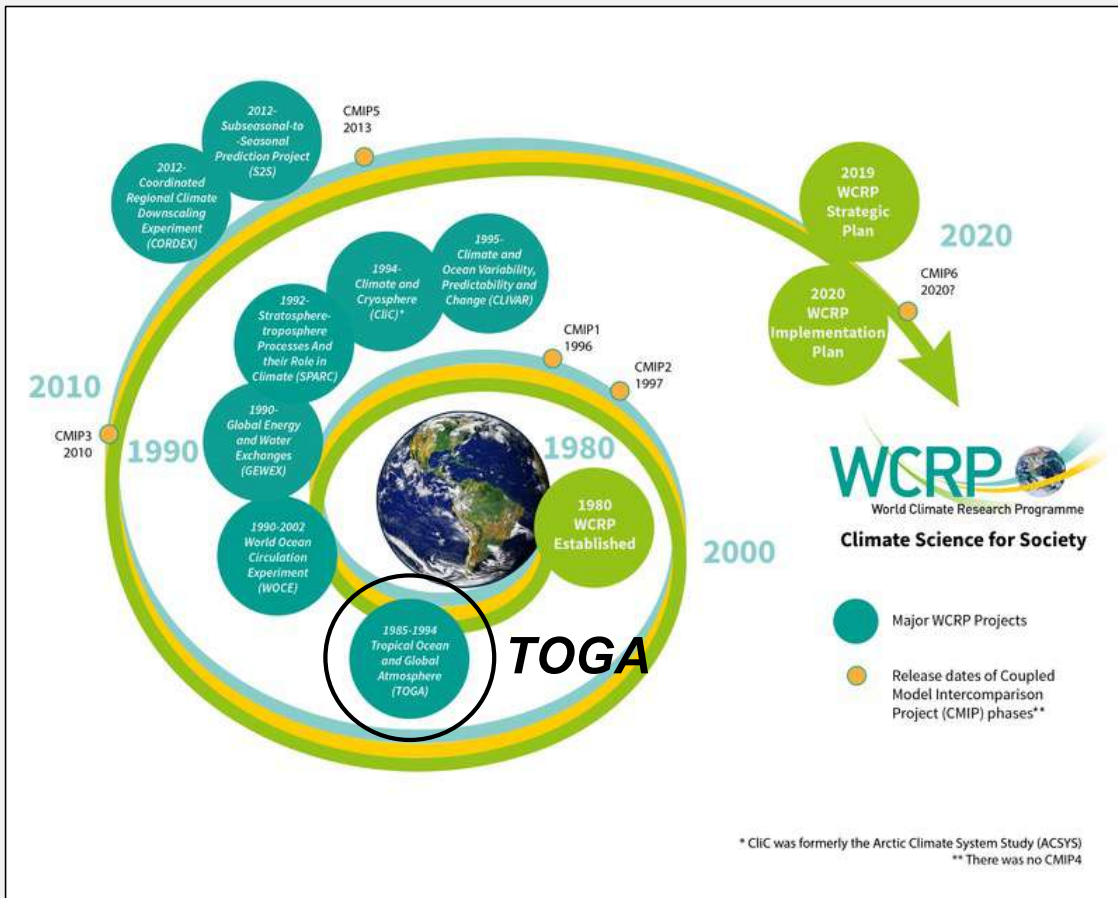 2012-
Subseasonal-to
-Seasonal
Prediction Project
(S2S)
CMIP5
2013
2012-
Coordinated
Regional Climate
Downscaling
Experiment
(CORDEX)
2019
WCRP
Strategic
Plan
2020
1995-
Climate and
Ocean Variability,
Predictability and
Change (CLIVAR)
1994-
Climate and
Cryosphere
(CliC)*
CMIP6
2020?
2020
WCRP
Implementation
Plan
1992-
Stratosphere-
troposphere
Processes And
their Role in
Climate (SPARC)
CMIP1
1996
CMIP2
1997
2010
CMIP3
2010
1990
1990-
Global Energy
and Water
Exchanges
(GEWEX)
1980
1980
WCRP
Established
WCRP
World Climate Research Programme
Climate Science for Society
2000
1990-2002
World Ocean
Circulation
Experiment
(WOCE)
1985-1994
Tropical Ocean
and Global
Atmosphere
(TOGA)
TOGA
Major WCRP Projects
Release dates of Coupled
Model Intercomparison
Project (CMIP) phases**
* CliC was formerly the Arctic Climate System Study (ACSYS)
** There was no CMIP4